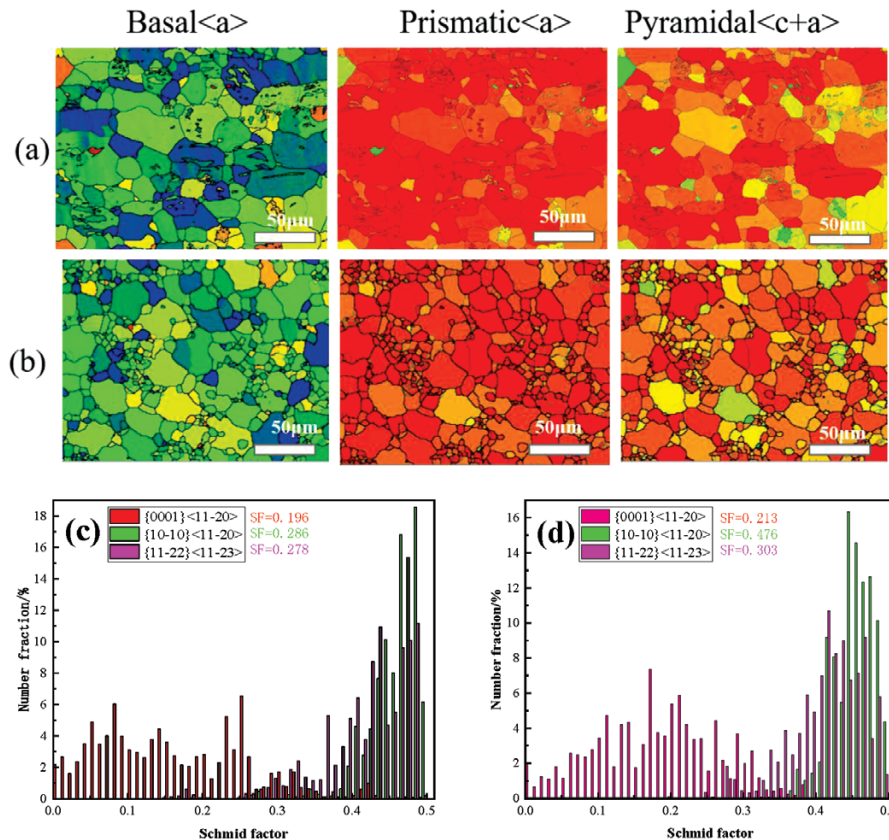 Basal<a> Prismatic<a> Pyramidal<c+a>
(a)
50μm 50μm 50μm
(b)
50μm 50μm 50μm
(c)
{0001}<11-20> SF=0.196
{10-10}<11-20> SF=0.286
{11-22}<11-23> SF=0.278
Number fraction/%
18
16
14
12
10
8
6
4
2
0
0.0 0.1 0.2 0.3 0.4 0.5
Schmid factor
(d)
{0001}<11-20> SF=0.213
{10-10}<11-20> SF=0.476
{11-22}<11-23> SF=0.303
Number fraction/%
16
14
12
10
8
6
4
2
0
0.0 0.1 0.2 0.3 0.4 0.5
Schmid factor